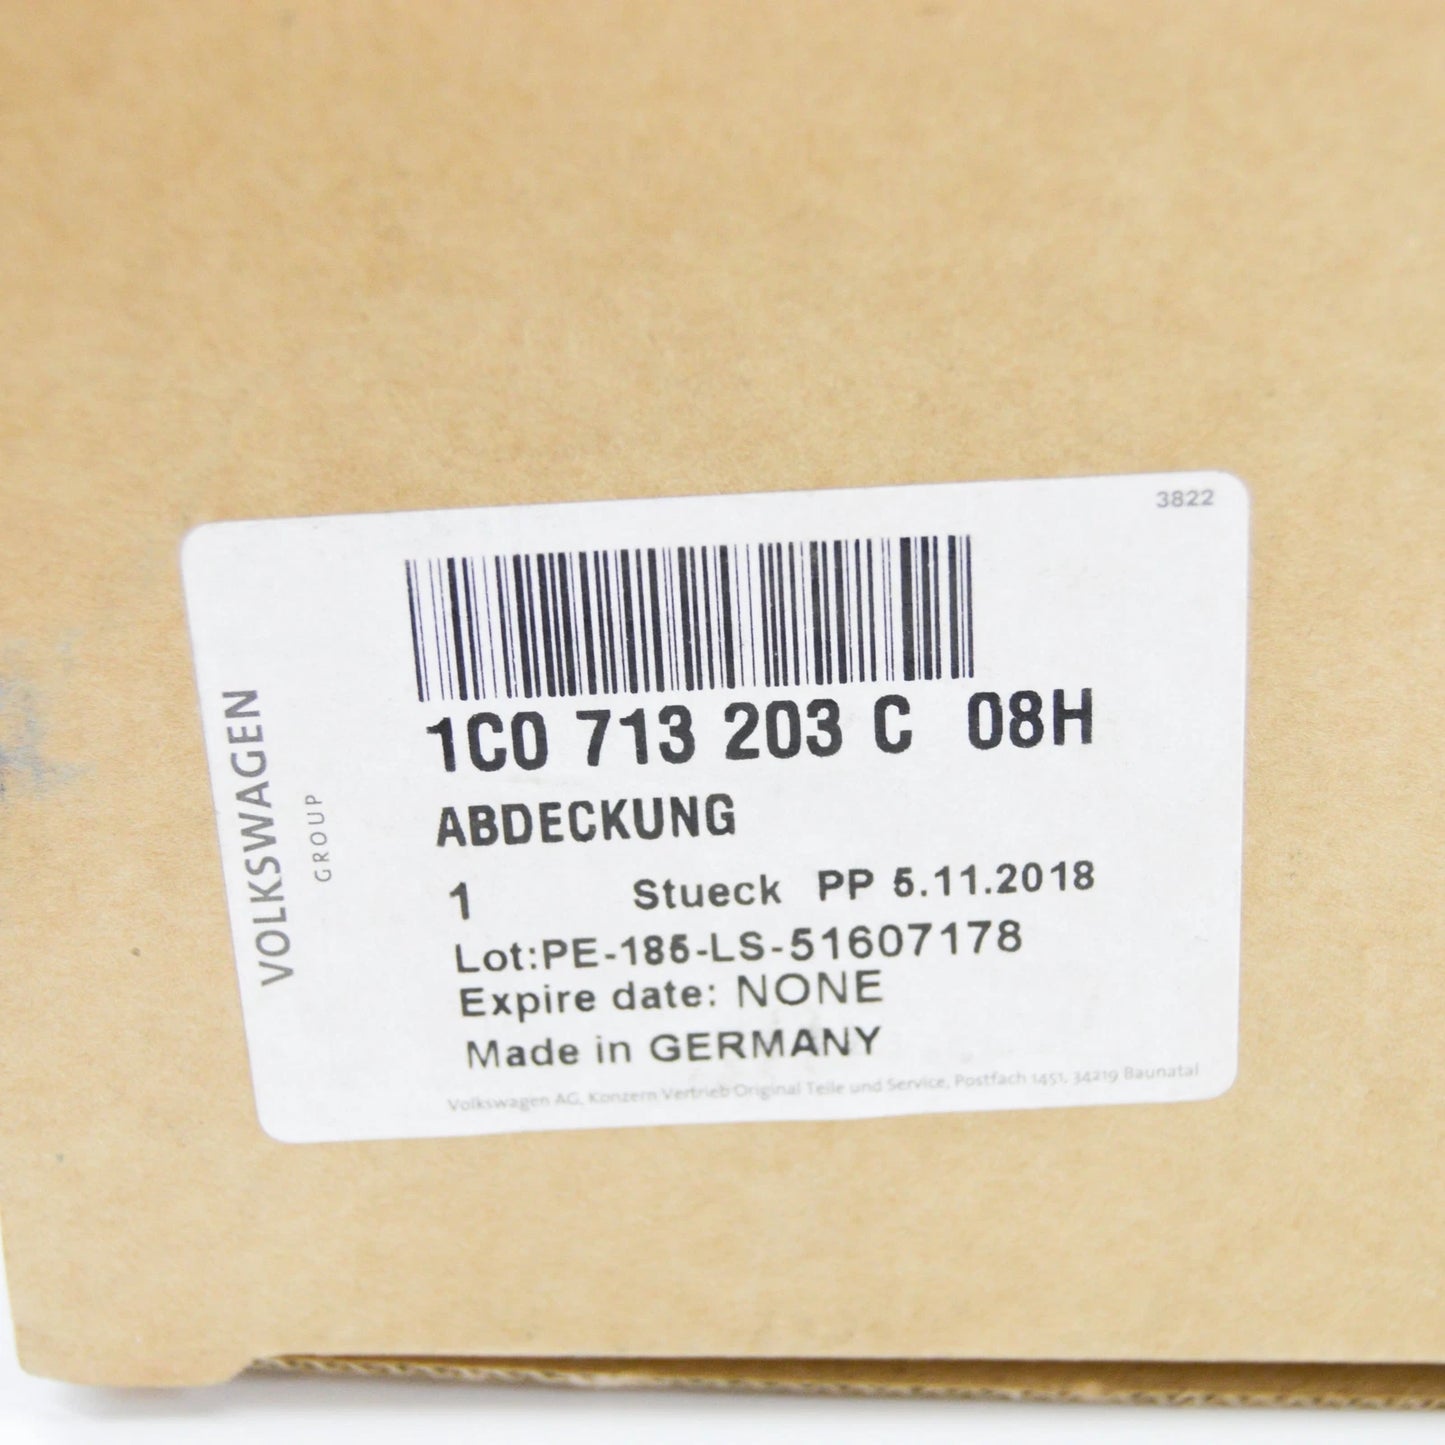 3822
1C0 713 203 C 08H
ABDECKUNG
1 Stueck PP 5.11.2018
Lot:PE-185-LS-51607178
Expire date: NONE
Made in GERMANY
Volkswagen AG, Konzern Vertrieb Original Teile und Service, Postfach 1451, 34219 Baunatal
VOLKSWAGEN
GROUP